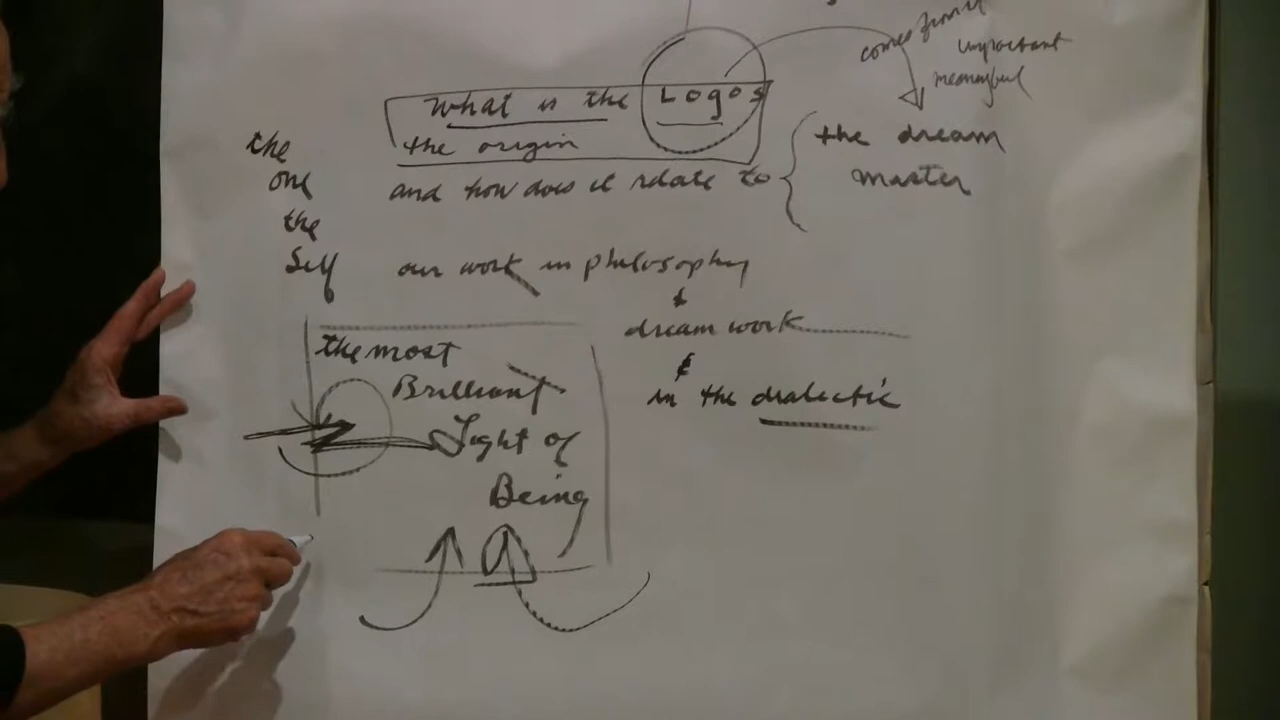 comes from
important
meaningful
What is the Logos
the origin
and how does it relate to
the dream
master
the
one
the
Self
our work in philosophy
&
dream work
&
in the dialectic
the most
Brilliant
Light of
Being